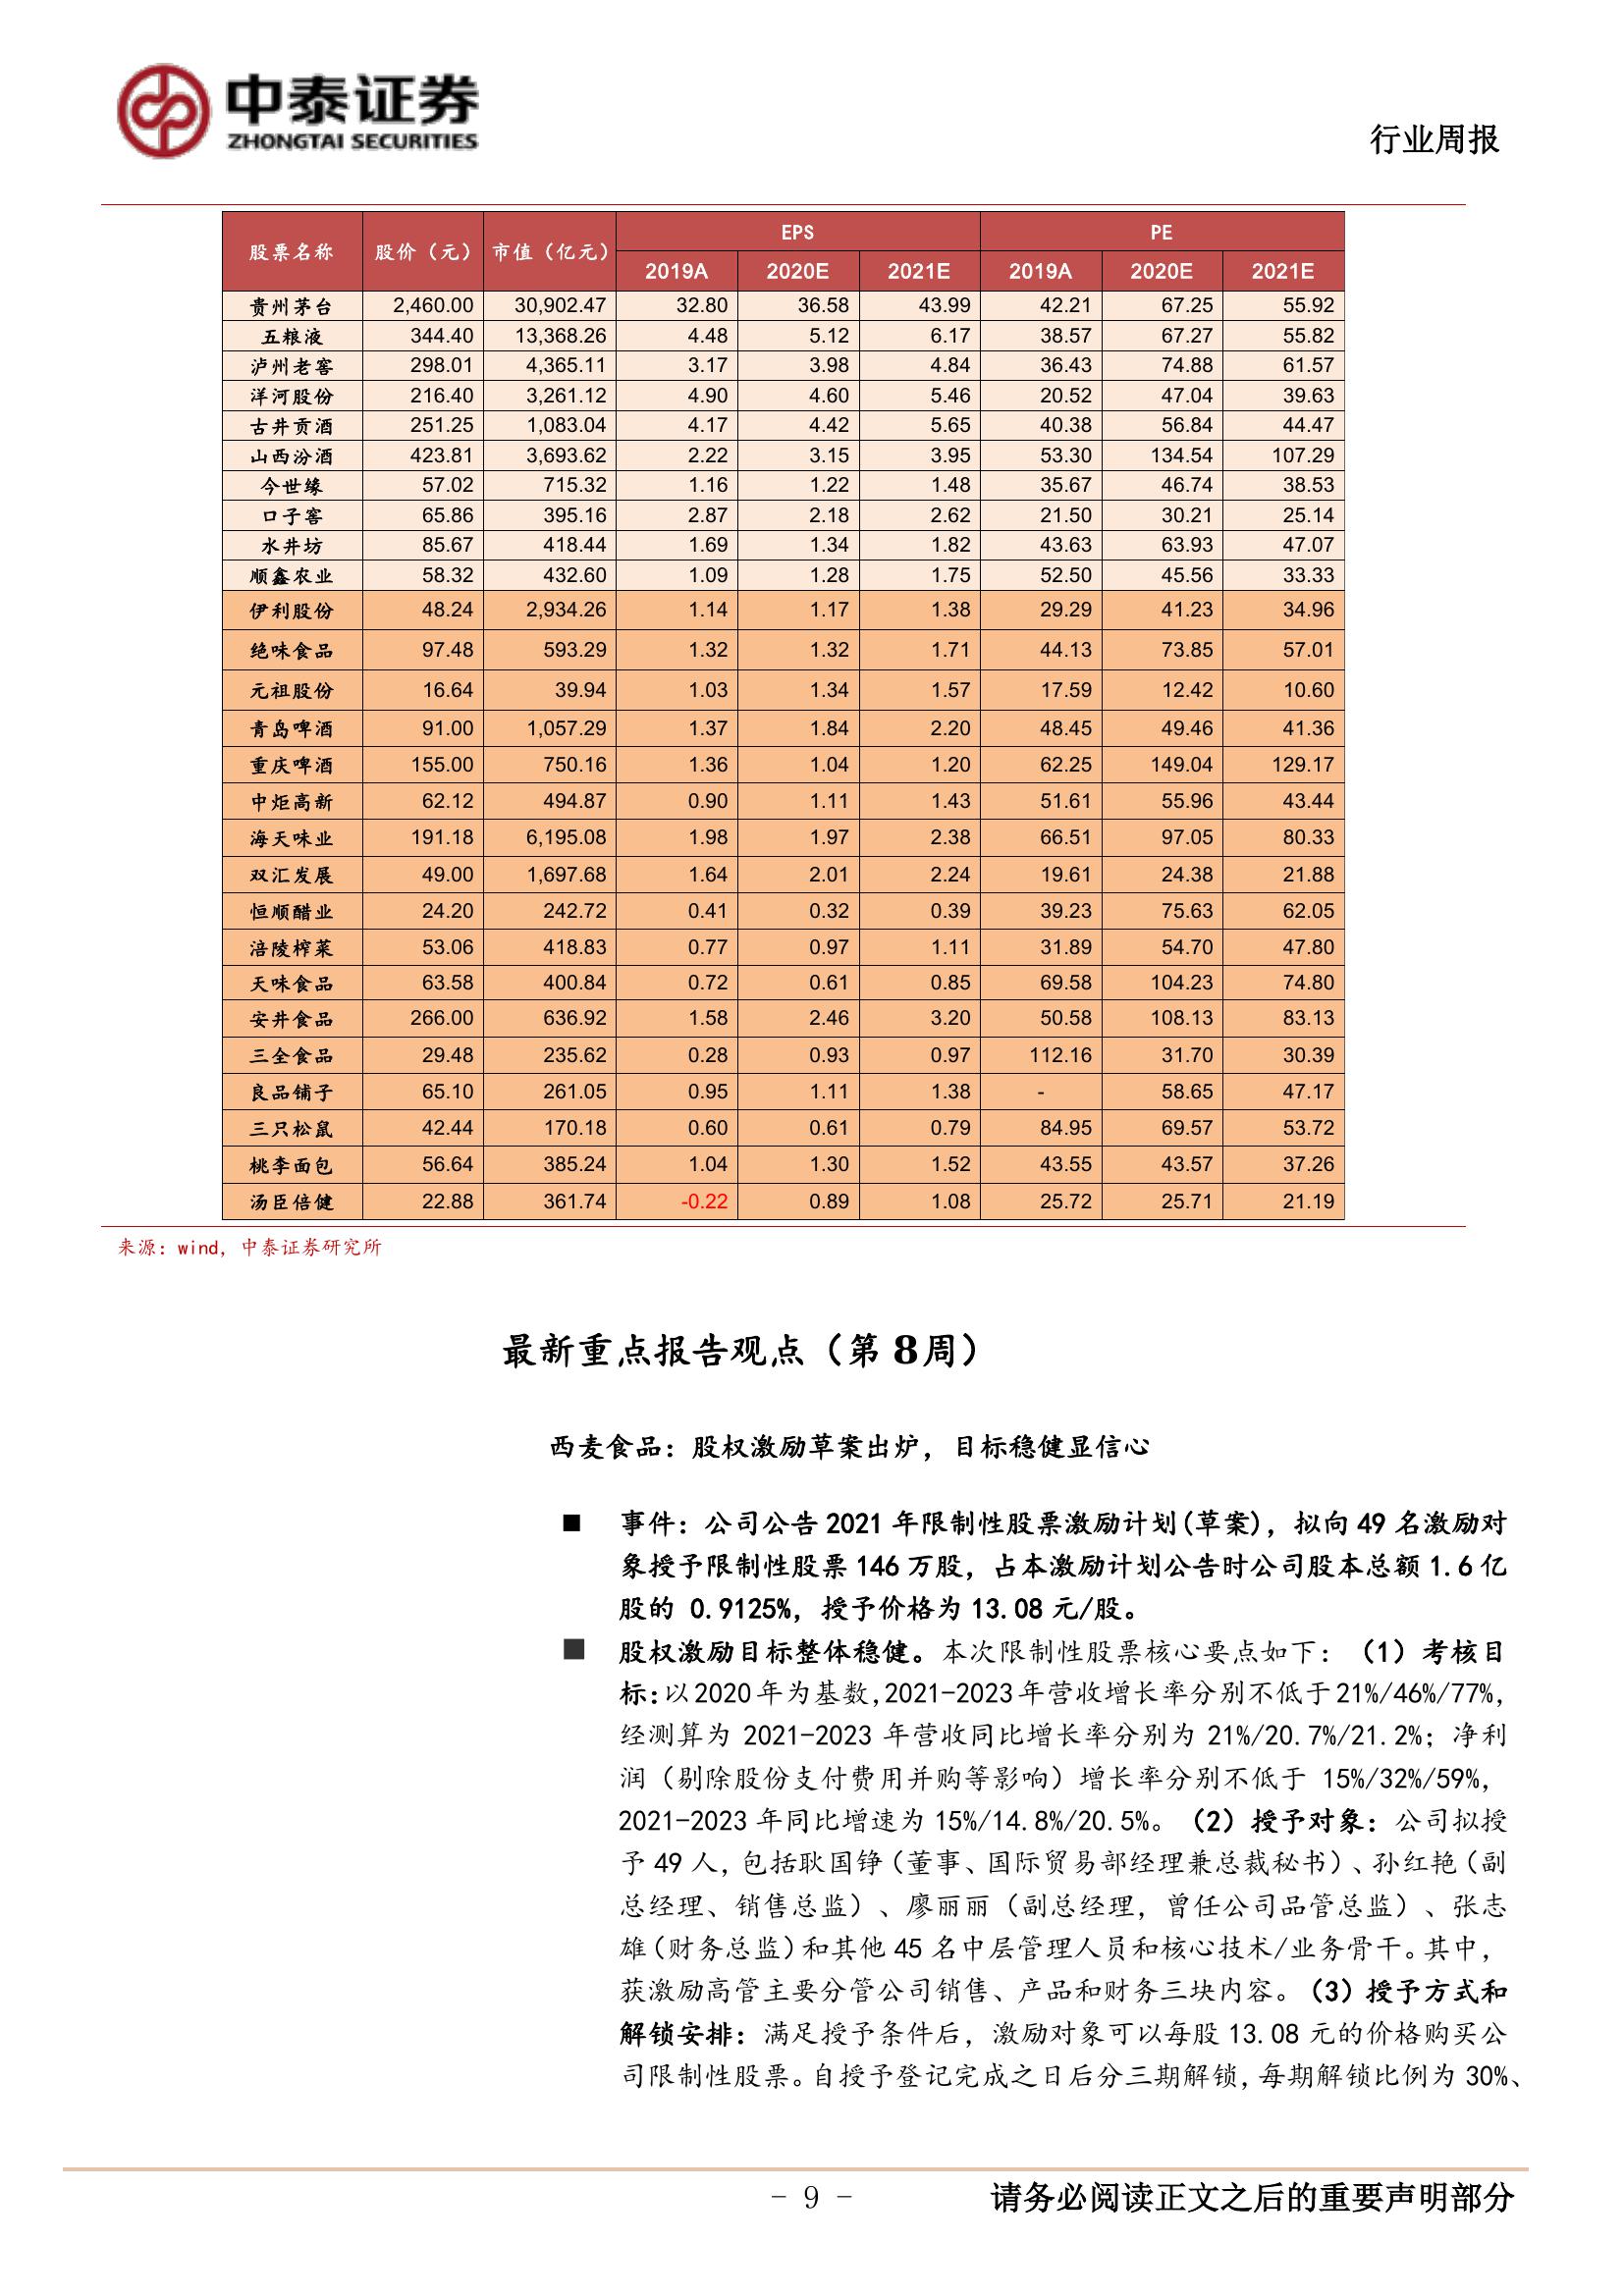 中泰证券
ZHONGTAI SECURITIES
行业周报
股票名称 股价（元） 市值（亿元） EPS PE
2019A 2020E 2021E 2019A 2020E 2021E
贵州茅台 2,460.00 30,902.47 32.80 36.58 43.99 42.21 67.25 55.92
五粮液 344.40 13,368.26 4.48 5.12 6.17 38.57 67.27 55.82
泸州老窖 298.01 4,365.11 3.17 3.98 4.84 36.43 74.88 61.57
洋河股份 216.40 3,261.12 4.90 4.60 5.46 20.52 47.04 39.63
古井贡酒 251.25 1,083.04 4.17 4.42 5.65 40.38 56.84 44.47
山西汾酒 423.81 3,693.62 2.22 3.15 3.95 53.30 134.54 107.29
今世缘 57.02 715.32 1.16 1.22 1.48 35.67 46.74 38.53
口子窖 65.86 395.16 2.87 2.18 2.62 21.50 30.21 25.14
水井坊 85.67 418.44 1.69 1.34 1.82 43.63 63.93 47.07
顺鑫农业 58.32 432.60 1.09 1.28 1.75 52.50 45.56 33.33
伊利股份 48.24 2,934.26 1.14 1.17 1.38 29.29 41.23 34.96
绝味食品 97.48 593.29 1.32 1.32 1.71 44.13 73.85 57.01
元祖股份 16.64 39.94 1.03 1.34 1.57 17.59 12.42 10.60
青岛啤酒 91.00 1,057.29 1.37 1.84 2.20 48.45 49.46 41.36
重庆啤酒 155.00 750.16 1.36 1.04 1.20 62.25 149.04 129.17
中炬高新 62.12 494.87 0.90 1.11 1.43 51.61 55.96 43.44
海天味业 191.18 6,195.08 1.98 1.97 2.38 66.51 97.05 80.33
双汇发展 49.00 1,697.68 1.64 2.01 2.24 19.61 24.38 21.88
恒顺醋业 24.20 242.72 0.41 0.32 0.39 39.23 75.63 62.05
涪陵榨菜 53.06 418.83 0.77 0.97 1.11 31.89 54.70 47.80
天味食品 63.58 400.84 0.72 0.61 0.85 69.58 104.23 74.80
安井食品 266.00 636.92 1.58 2.46 3.20 50.58 108.13 83.13
三全食品 29.48 235.62 0.28 0.93 0.97 112.16 31.70 30.39
良品铺子 65.10 261.05 0.95 1.11 1.38 - 58.65 47.17
三只松鼠 42.44 170.18 0.60 0.61 0.79 84.95 69.57 53.72
桃李面包 56.64 385.24 1.04 1.30 1.52 43.55 43.57 37.26
汤臣倍健 22.88 361.74 -0.22 0.89 1.08 25.72 25.71 21.19
来源：wind，中泰证券研究所
最新重点报告观点（第 8 周）
西麦食品：股权激励草案出炉，目标稳健显信心
■ 事件：公司公告 2021 年限制性股票激励计划(草案)，拟向 49 名激励对
象授予限制性股票 146 万股，占本激励计划公告时公司股本总额 1.6 亿
股的 0.9125%，授予价格为 13.08 元/股。
■ 股权激励目标整体稳健。本次限制性股票核心要点如下：（1）考核目
标：以 2020 年为基数，2021-2023 年营收增长率分别不低于 21%/46%/77%，
经测算为 2021-2023 年营收同比增长率分别为 21%/20.7%/21.2%；净利
润（剔除股份支付费用并购等影响）增长率分别不低于 15%/32%/59%，
2021-2023 年同比增速为 15%/14.8%/20.5%。（2）授予对象：公司拟授
予 49 人，包括耿国铮（董事、国际贸易部经理兼总裁秘书）、孙红艳（副
总经理、销售总监）、廖丽丽（副总经理，曾任公司品管总监）、张志
雄（财务总监）和其他 45 名中层管理人员和核心技术/业务骨干。其中，
获激励高管主要分管公司销售、产品和财务三块内容。（3）授予方式和
解锁安排：满足授予条件后，激励对象可以每股 13.08 元的价格购买公
司限制性股票。自授予登记完成之日后分三期解锁，每期解锁比例为 30%、
- 9 -
请务必阅读正文之后的重要声明部分